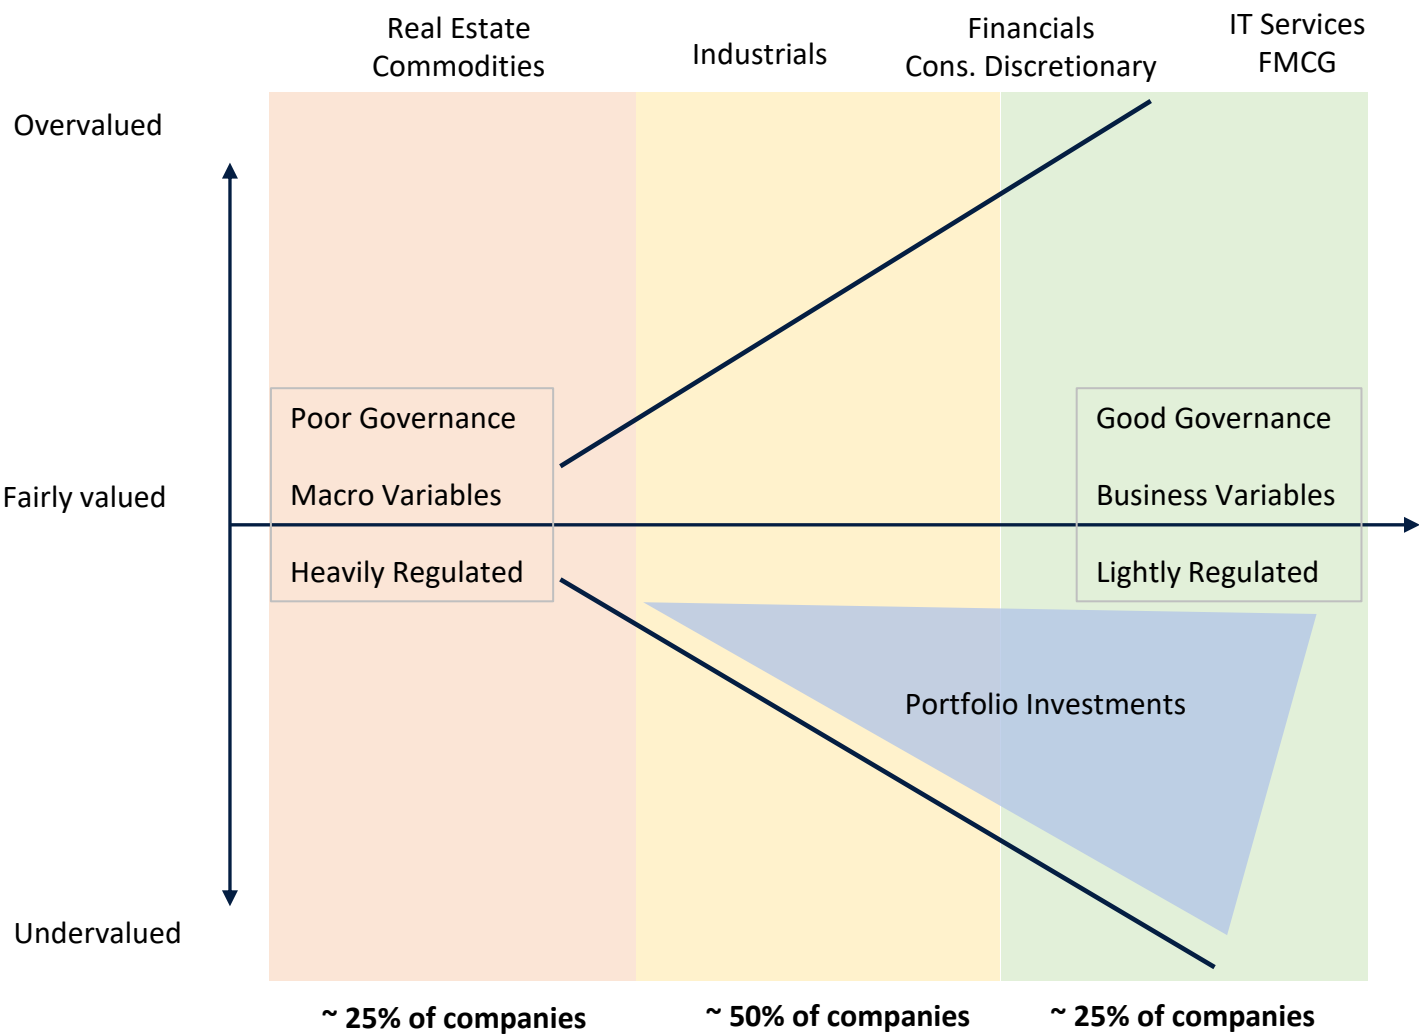 Real Estate
Commodities
Industrials
Financials
Cons. Discretionary
IT Services
FMCG
Overvalued
Poor Governance
Good Governance
Fairly valued
Macro Variables
Business Variables
Heavily Regulated
Lightly Regulated
Portfolio Investments
Undervalued
~ 25% of companies
~ 50% of companies
~ 25% of companies